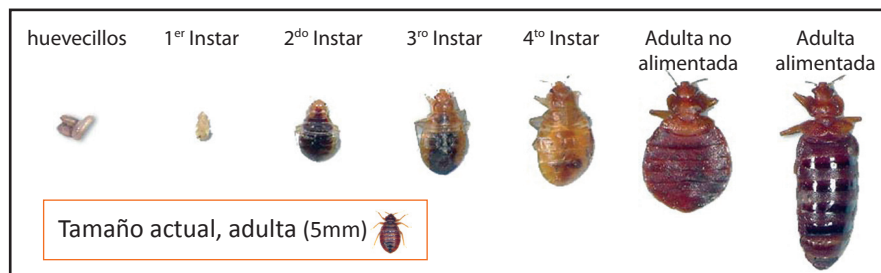 huevecillos
1er Instar
2do Instar
3ro Instar
4to Instar
Adulta no
alimentada
Adulta
alimentada
Tamaño actual, adulta (5mm)